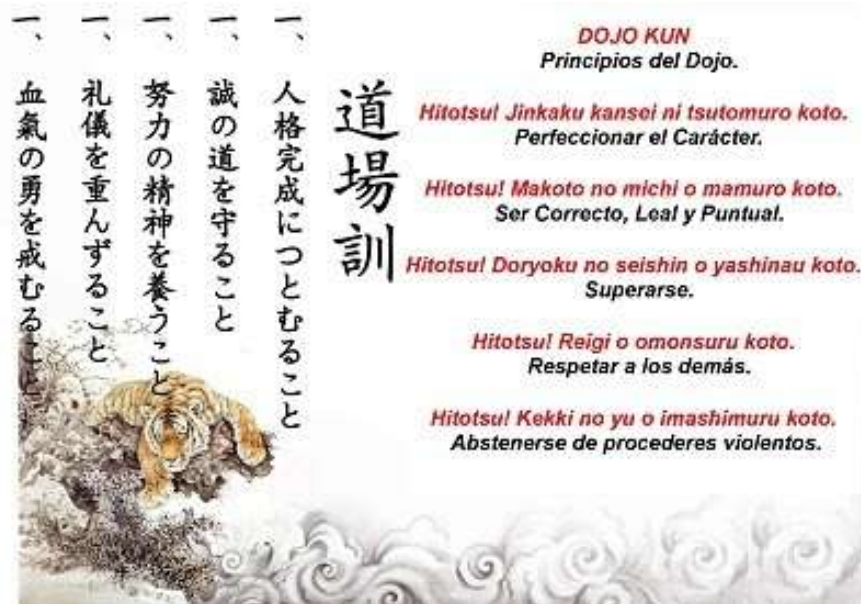 道場訓
一、人格完成につとむること
一、誠の道を守ること
一、努力の精神を養うこと
一、礼儀を重んずること
一、血氣の勇を戒むること
DOJO KUN
Principios del Dojo.
Hitotsu! Jinkaku kansei ni tsutomuro koto.
Perfeccionar el Carácter.
Hitotsu! Makoto no michi o mamuro koto.
Ser Correcto, Leal y Puntual.
Hitotsu! Doryoku no seishin o yashinau koto.
Superarse.
Hitotsu! Reigi o omonsuru koto.
Respetar a los demás.
Hitotsu! Kekki no yu o imashimuru koto.
Abstenerse de procederes violentos.